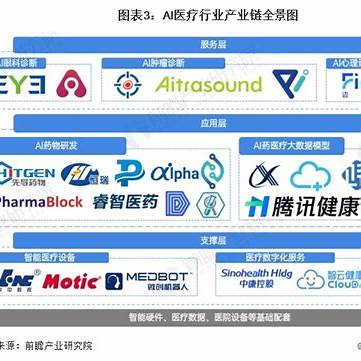 图表3：AI医疗行业产业链全景图
服务层
AI眼科诊断
AI肿瘤诊断
AI心理
EYE
Aitrasound
应用层
AI药物研发
AI药医疗大数据模型
HITGEN
先导药物
αlpha
PharmaBlock
睿智医药
腾讯健康
支撑层
智能医疗设备
医疗数字化服务
Motic
MEDBOT
微创机器人
Sinohealth Hldg
中康控股
智云健康
智能硬件、医疗数据、医院设备等基础配套
来源：前瞻产业研究院